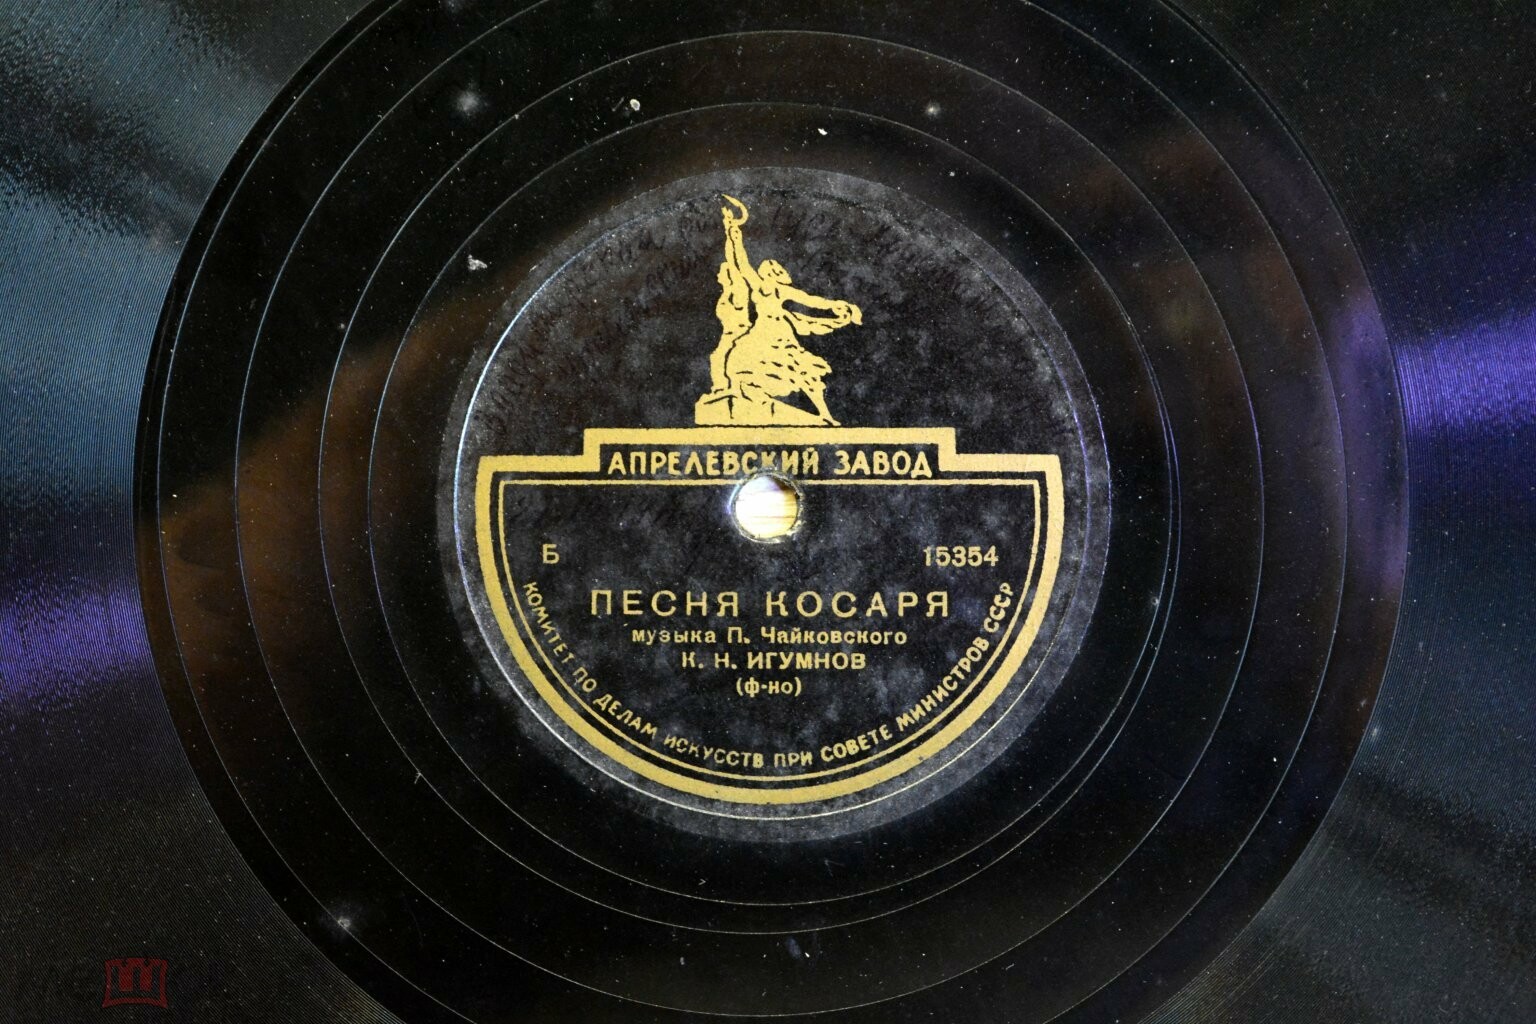 АПРЕЛЕВСКИЙ ЗАВОД
Б 15354
ПЕСНЯ КОСАРЯ
музыка П. Чайковского
К. Н. ИГУМНОВ
(ф-но)
КОМИТЕТ ПО ДЕЛАМ ИСКУССТВ ПРИ СОВЕТЕ МИНИСТРОВ СССР